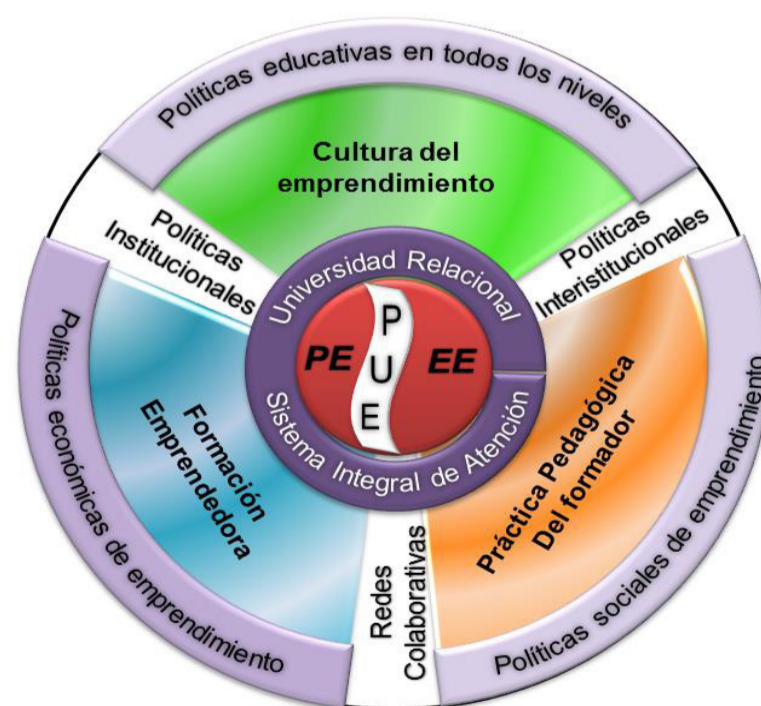 Políticas educativas en todos los niveles
Cultura del
emprendimiento
Políticas
Institucionales
Políticas
Interistitucionales
Universidad Relacional
PE
PUE
EE
Sistema Integral de Atención
Políticas económicas de emprendimiento
Formación
Emprendedora
Práctica Pedagógica
Del formador
Políticas sociales de emprendimiento
Redes
Colaborativas